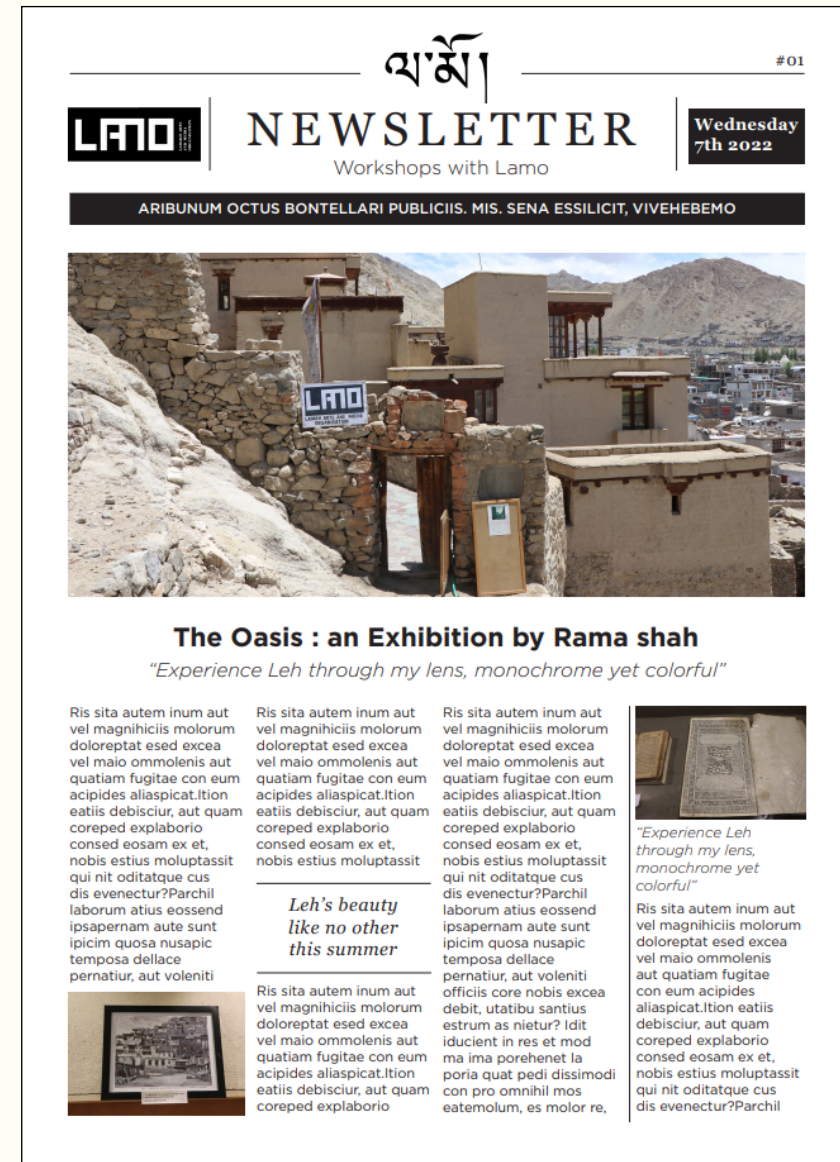 ལ་མོ།
#01
LAMO
NEWSLETTER
Workshops with Lamo
Wednesday
7th 2022
ARIBUNUM OCTUS BONTELLARI PUBLICIIS. MIS. SENA ESSILICIT, VIVEHEBEMO
LAMO
LADAKH ARTS AND MEDIA
ORGANISATION
The Oasis : an Exhibition by Rama shah
“Experience Leh through my lens, monochrome yet colorful”
Ris sita autem inum aut
vel magnihiciis molorum
doloreptat esed excea
vel maio ommolenis aut
quatiam fugitae con eum
acipides aliaspicat.Ition
eatiis debisciur, aut quam
coreped explaborio
consed eosam ex et,
nobis estius moluptassit
qui nit oditatque cus
dis evenectur?Parchil
laborum atius eossend
ipsapernam aute sunt
ipicim quosa nusapic
temposa dellace
pernatiur, aut voleniti
Ris sita autem inum aut
vel magnihiciis molorum
doloreptat esed excea
vel maio ommolenis aut
quatiam fugitae con eum
acipides aliaspicat.Ition
eatiis debisciur, aut quam
coreped explaborio
consed eosam ex et,
nobis estius moluptassit
Leh’s beauty
like no other
this summer
Ris sita autem inum aut
vel magnihiciis molorum
doloreptat esed excea
vel maio ommolenis aut
quatiam fugitae con eum
acipides aliaspicat.Ition
eatiis debisciur, aut quam
coreped explaborio
Ris sita autem inum aut
vel magnihiciis molorum
doloreptat esed excea
vel maio ommolenis aut
quatiam fugitae con eum
acipides aliaspicat.Ition
eatiis debisciur, aut quam
coreped explaborio
consed eosam ex et,
nobis estius moluptassit
qui nit oditatque cus
dis evenectur?Parchil
laborum atius eossend
ipsapernam aute sunt
ipicim quosa nusapic
temposa dellace
pernatiur, aut voleniti
officiis core nobis excea
debit, utatibu santius
estrum as nietur? Idit
iducient in res et mod
ma ima porehenet la
poria quat pedi dissimodi
con pro omnihil mos
eatemolum, es molor re,
“Experience Leh
through my lens,
monochrome yet
colorful”
Ris sita autem inum aut
vel magnihiciis molorum
doloreptat esed excea
vel maio ommolenis
aut quatiam fugitae
con eum acipides
aliaspicat.Ition eatiis
debisciur, aut quam
coreped explaborio
consed eosam ex et,
nobis estius moluptassit
qui nit oditatque cus
dis evenectur?Parchil